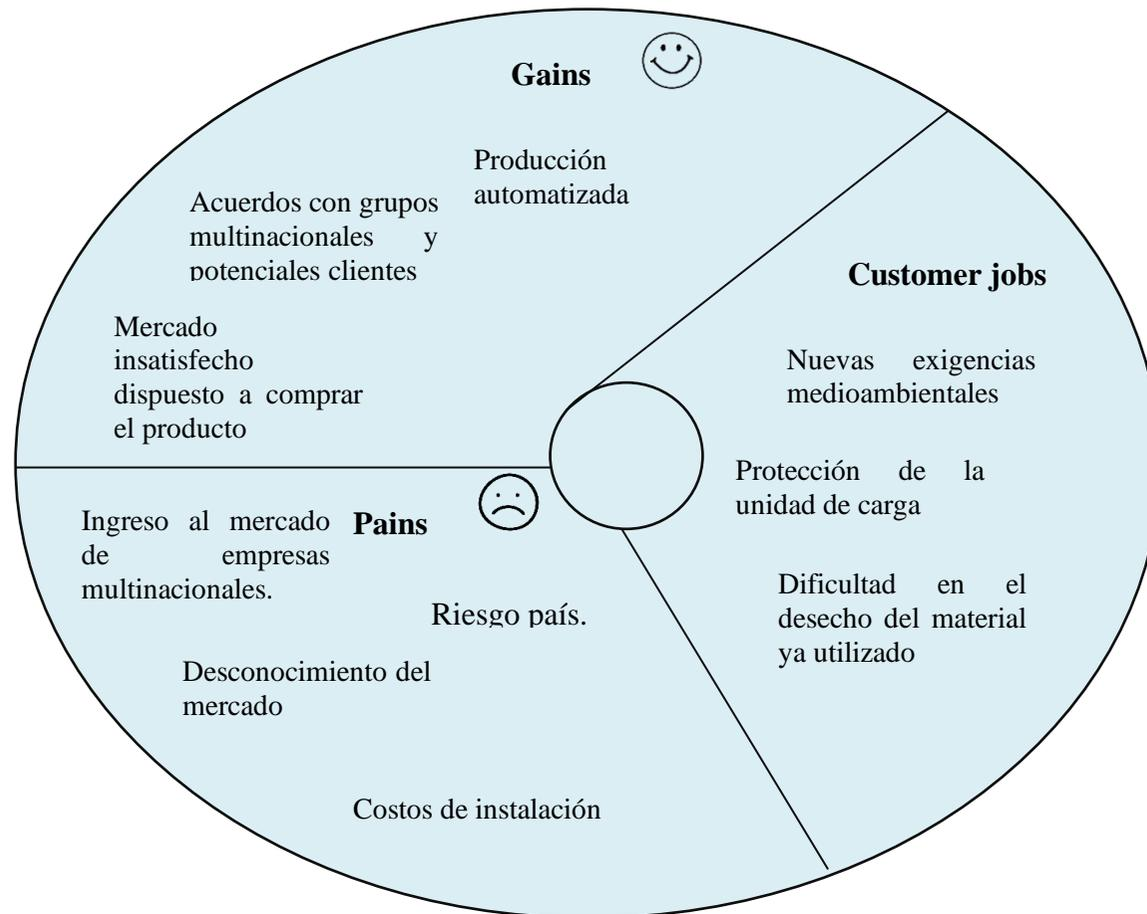 Gains
Producción
automatizada
Acuerdos con grupos
multinacionales y
potenciales clientes
Mercado
insatisfecho
dispuesto a comprar
el producto
Customer jobs
Nuevas exigencias
medioambientales
Protección de la
unidad de carga
Dificultad en el
desecho del material
ya utilizado
Pains
Ingreso al mercado
de empresas
multinacionales.
Riesgo país.
Desconocimiento del
mercado
Costos de instalación